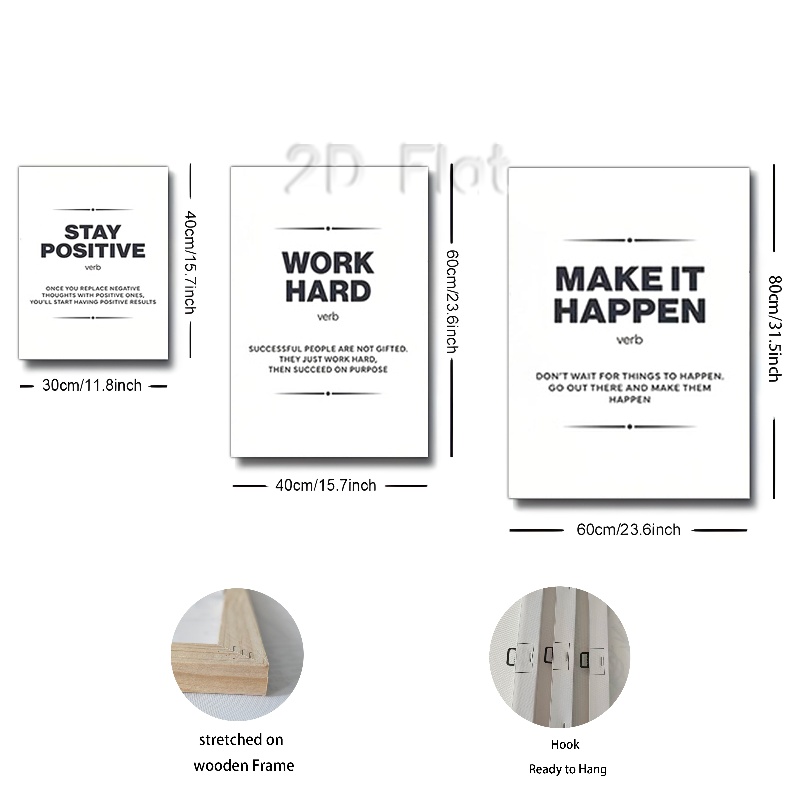 2D Flat
STAY
POSITIVE
verb
ONCE YOU REPLACE NEGATIVE
THOUGHTS WITH POSITIVE ONES,
YOU'LL START HAVING POSITIVE RESULTS
40cm/15.7inch
30cm/11.8inch
WORK
HARD
verb
SUCCESSFUL PEOPLE ARE NOT GIFTED.
THEY JUST WORK HARD,
THEN SUCCEED ON PURPOSE
60cm/23.6inch
40cm/15.7inch
MAKE IT
HAPPEN
verb
DON'T WAIT FOR THINGS TO HAPPEN.
GO OUT THERE AND MAKE THEM
HAPPEN
80cm/31.5inch
60cm/23.6inch
stretched on
wooden Frame
Hook
Ready to Hang